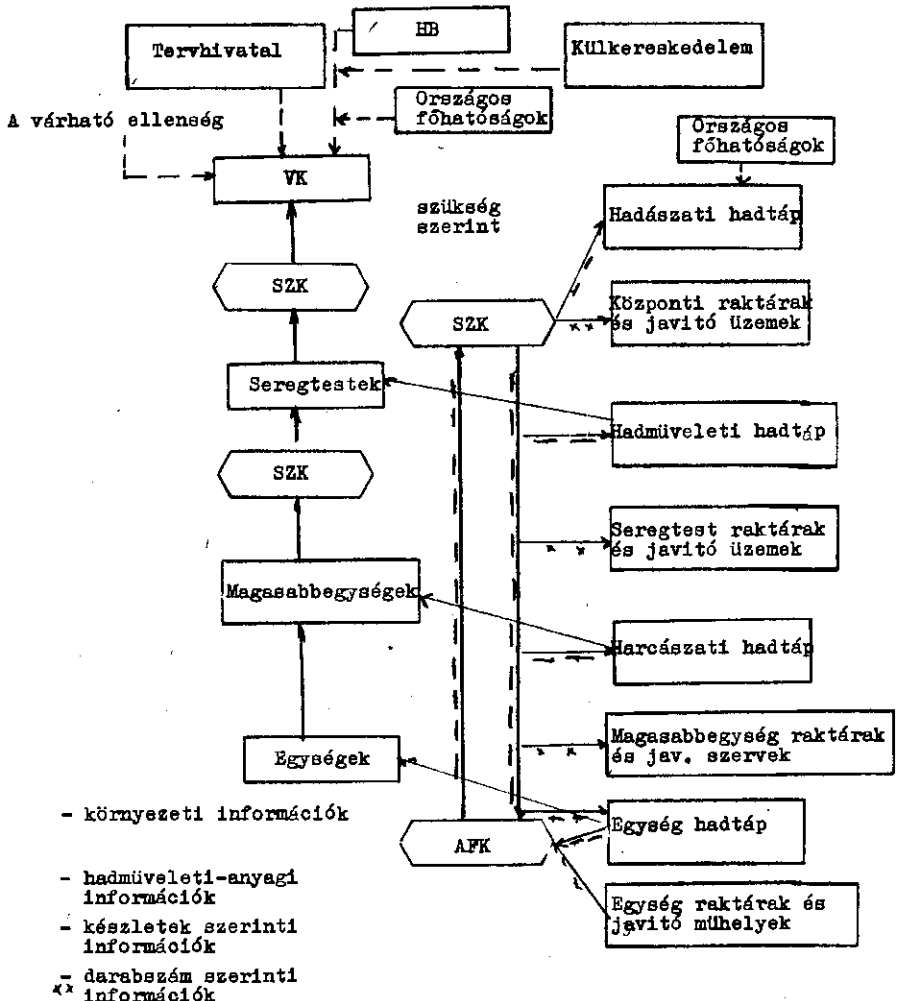 HB
Tervhivatal
Külkereskedelem
Országos
főhatóságok
A várható ellenség
Országos
főhatóságok
VK
szükség
szerint
Hadászati hadtáp
SZK
SZK
Központi raktárak
és javitó üzemek
Seregtestek
Hadmüveleti hadtáp
SZK
Seregtest raktárak
és javitó üzemek
Magasabbegységek
Harcászati hadtáp
Egységek
Magasabbegység raktárak
és jav. szervek
- környezeti információk
Egység hadtáp
AFK
- hadmüveleti-anyagi
információk
Egység raktárak és
javitó műhelyek
- készletek szerinti
információk
- darabszám szerinti
xx információk